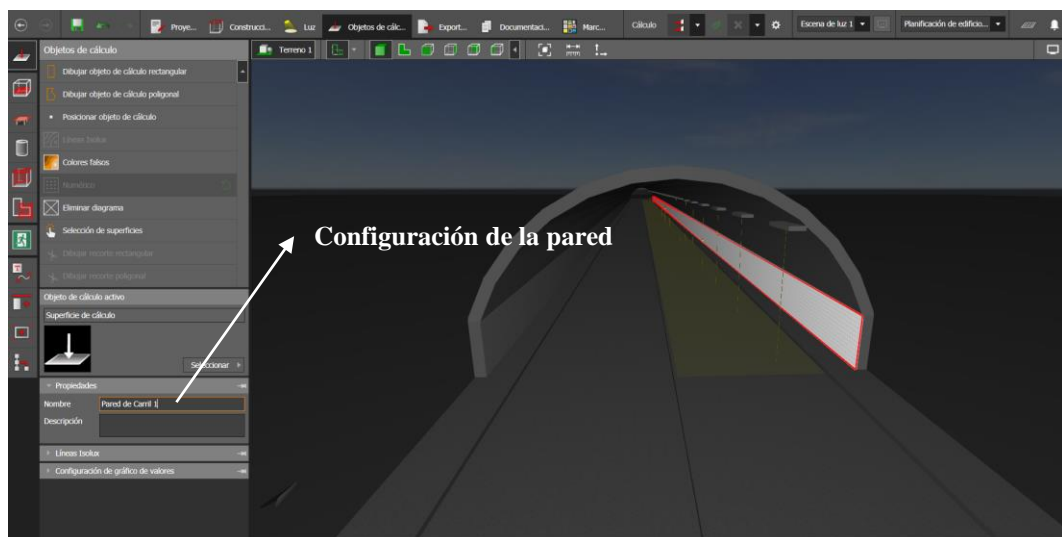 Proye... Construcci... Luz Objetos de cálc... Export... Documentaci... Marc... Cálculo Escena de luz 1 Planificación de edificio...
Objetos de cálculo
Terreno 1
Dibujar objeto de cálculo rectangular
Dibujar objeto de cálculo poligonal
Posicionar objeto de cálculo
Líneas Isolux
Colores falsos
Numérico
Eliminar diagrama
Selección de superficies
Dibujar recorte rectangular
Dibujar recorte poligonal
Configuración de la pared
Objeto de cálculo activo
Superficie de cálculo
Seleccionar
Propiedades
Nombre Pared de Carril 1
Descripción
Líneas Isolux
Configuración de gráfico de valores